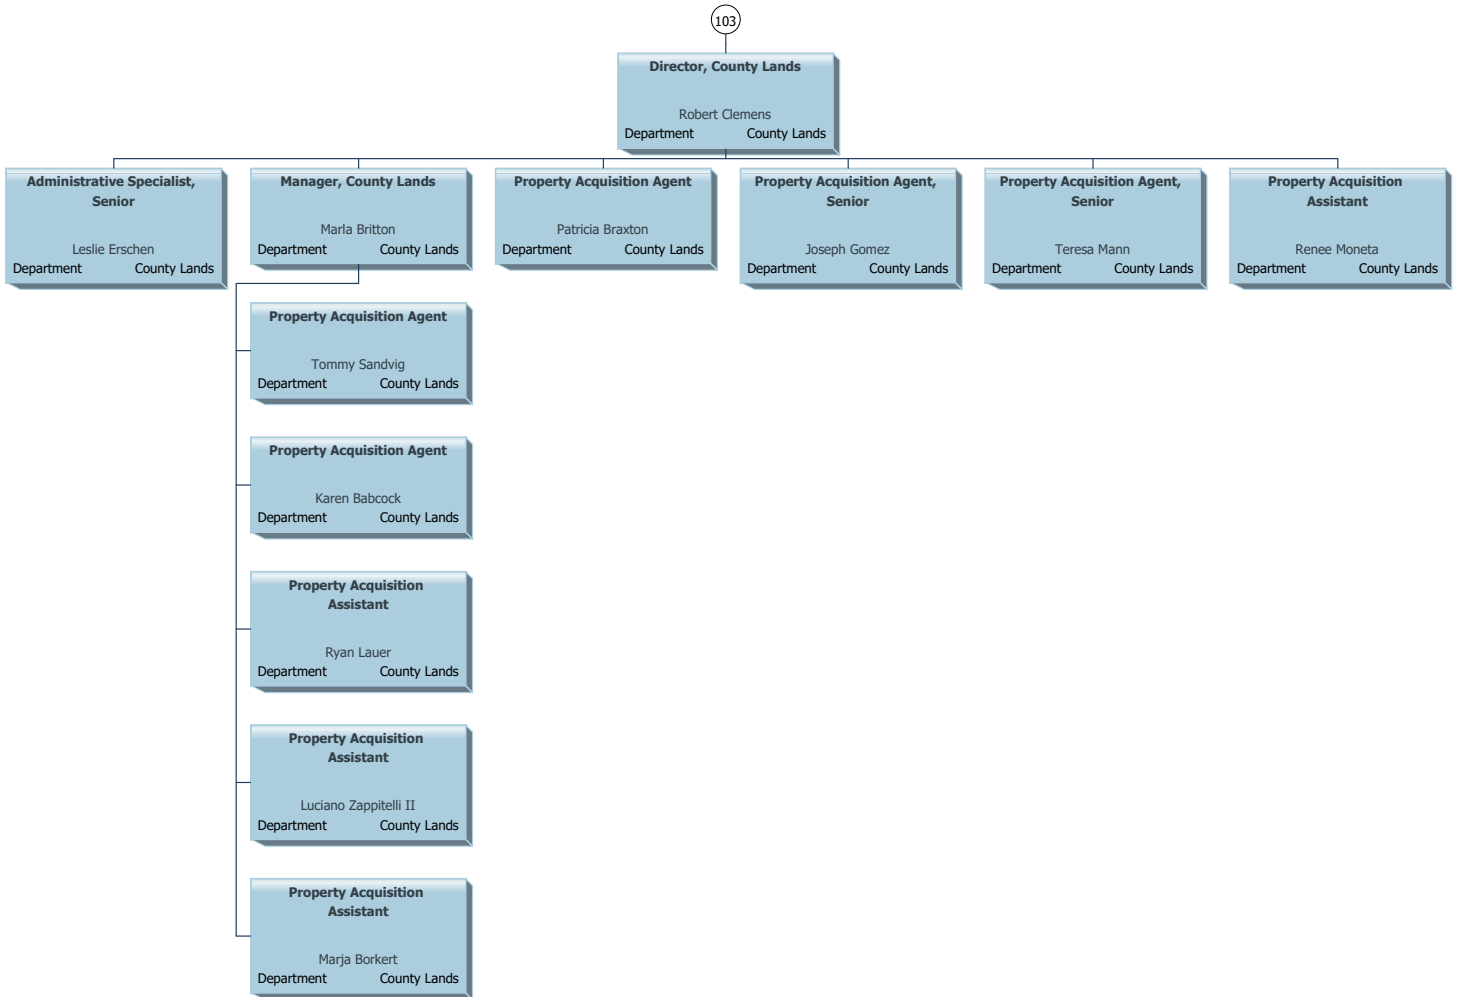 103
Director, County Lands
Robert Clemens
Department County Lands
Administrative Specialist,
Senior
Leslie Erschen
Department County Lands
Manager, County Lands
Marla Britton
Department County Lands
Property Acquisition Agent
Patricia Braxton
Department County Lands
Property Acquisition Agent,
Senior
Joseph Gomez
Department County Lands
Property Acquisition Agent,
Senior
Teresa Mann
Department County Lands
Property Acquisition
Assistant
Renee Moneta
Department County Lands
Property Acquisition Agent
Tommy Sandvig
Department County Lands
Property Acquisition Agent
Karen Babcock
Department County Lands
Property Acquisition
Assistant
Ryan Lauer
Department County Lands
Property Acquisition
Assistant
Luciano Zappitelli II
Department County Lands
Property Acquisition
Assistant
Marja Borkert
Department County Lands